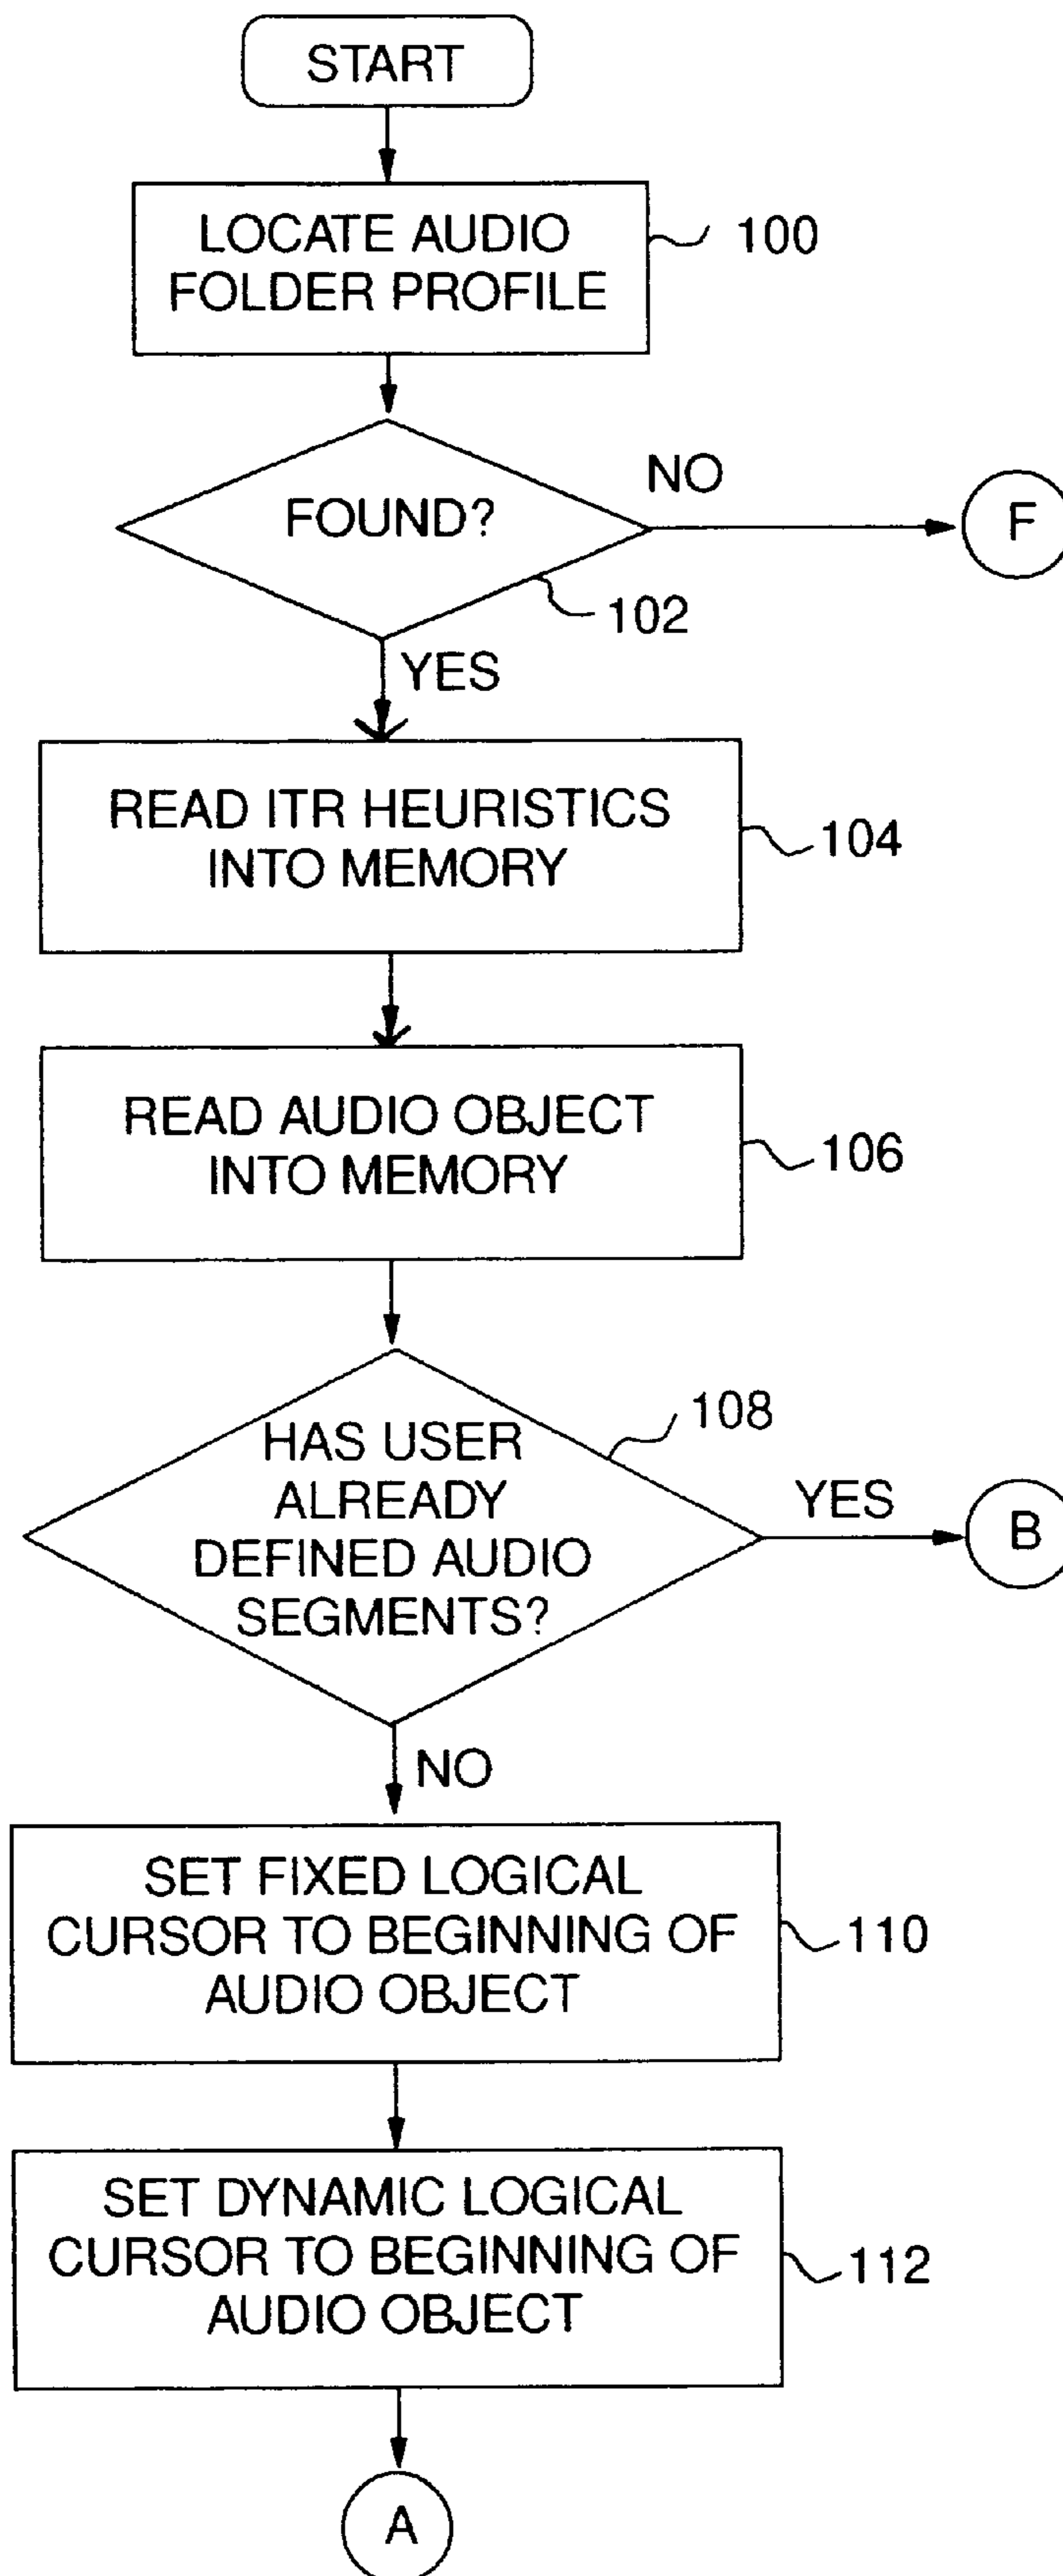 START
LOCATE AUDIO
FOLDER PROFILE
100
FOUND?
NO
F
102
YES
READ ITR HEURISTICS
INTO MEMORY
104
READ AUDIO OBJECT
INTO MEMORY
106
HAS USER
ALREADY
DEFINED AUDIO
SEGMENTS?
108
YES
B
NO
SET FIXED LOGICAL
CURSOR TO BEGINNING OF
AUDIO OBJECT
110
SET DYNAMIC LOGICAL
CURSOR TO BEGINNING OF
AUDIO OBJECT
112
A